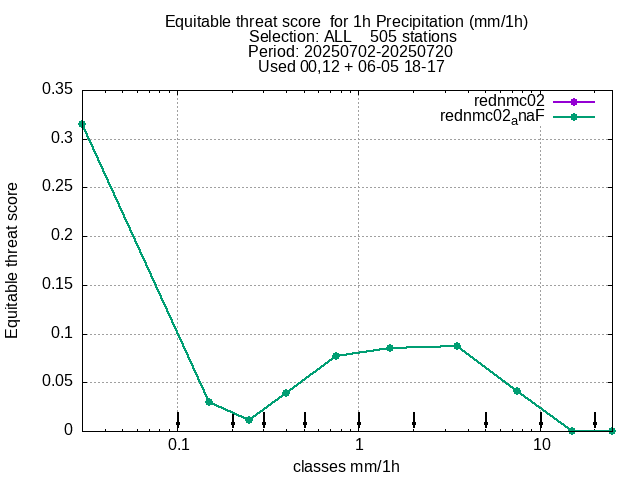 Equitable threat score  for 1h Precipitation (mm/1h)
Selection: ALL    505 stations
Period: 20250702-20250720
Used 00,12 + 06-05 18-17
rednmc02
rednmc02anaF
Equitable threat score
0.35
0.3
0.25
0.2
0.15
0.1
0.05
0
0.1 1 10
classes mm/1h